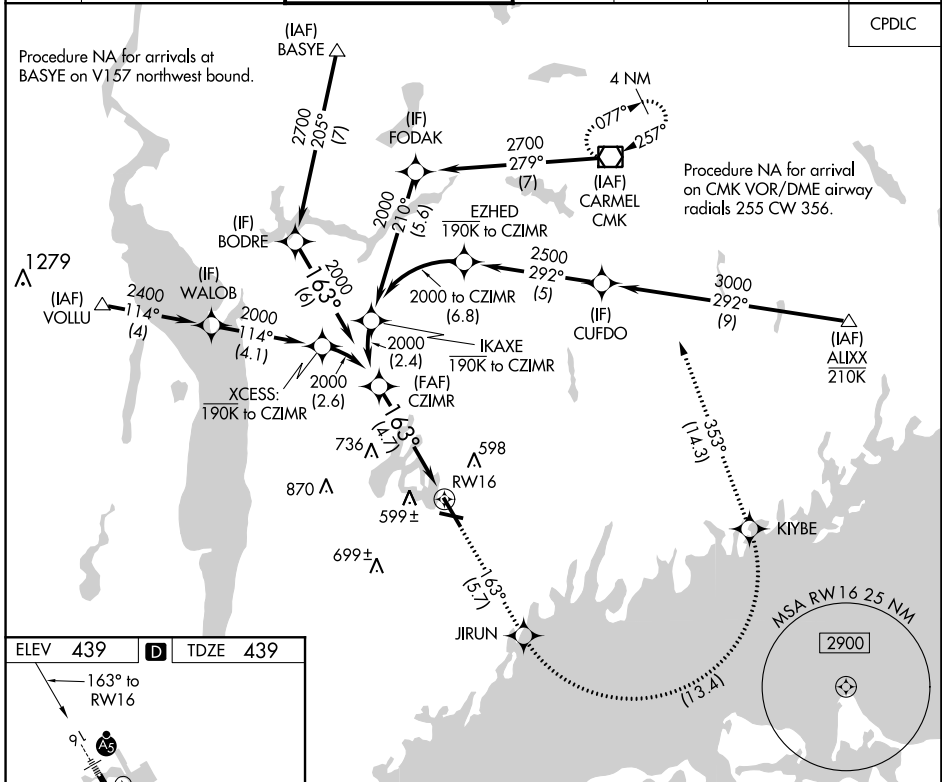 CPDLC
Procedure NA for arrivals at
BASYE on V157 northwest bound.
(IAF)
BASYE
2700
205°
(7)
4 NM
077°
257°
(IF)
FODAK
2700
279°
(7)
(IAF)
CARMEL
CMK
Procedure NA for arrival
on CMK VOR/DME airway
radials 255 CW 356.
2000
210°
(5.6)
EZHED
190K to CZIMR
(IF)
BODRE
2000
163°
(6)
2500
292°
(5)
3000
292°
(9)
1279
(IF)
WALOB
(IAF)
VOLLU
2400
114°
(4)
2000
114°
(4.1)
2000 to CZIMR
(6.8)
(IF)
CUFDO
(IAF)
ALIXX
210K
2000
(2.4)
IKAXE
190K to CZIMR
XCESS:
190K to CZIMR
2000
(2.6)
(FAF)
CZIMR
163°
(4.7)
736
598
RW16
870
599±
699±
353°
(14.3)
KIYBE
163°
(5.7)
JIRUN
(13.4)
MSA RW16 25 NM
2900
ELEV 439 D TDZE 439
163° to
RW16
16
A5